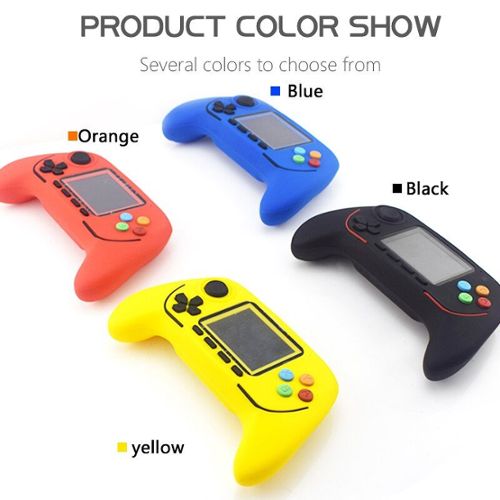 PRODUCT COLOR SHOW
Several colors to choose from
Blue
Orange
Black
yellow